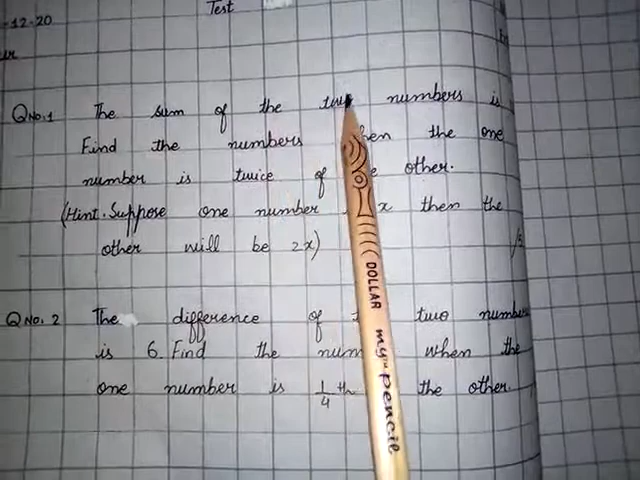 Test
-12-20
Q No. 1 The sum of the two numbers is
Find the numbers when the one
number is twice of the other.
(Hint. Suppose one number x then the
other will be 2x)
Q NO. 2 The difference of two number
is 6. Find the num when the
one number is 1/4 th the other.
DOLLAR my pencil